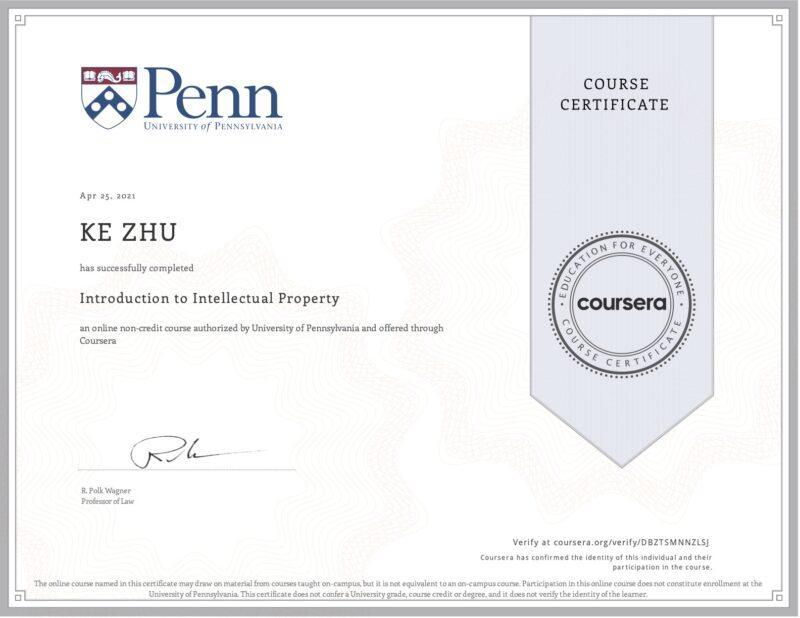 Penn
UNIVERSITY of PENNSYLVANIA
COURSE
CERTIFICATE
Apr 25, 2021
KE ZHU
has successfully completed
Introduction to Intellectual Property
an online non-credit course authorized by University of Pennsylvania and offered through
Coursera
EDUCATION FOR EVERYONE
coursera
COURSE CERTIFICATE
R. Polk Wagner
Professor of Law
Verify at coursera.org/verify/DBZTSMNNZLSJ
Coursera has confirmed the identity of this individual and their
participation in the course.
The online course named in this certificate may draw on material from courses taught on-campus, but it is not equivalent to an on-campus course. Participation in this online course does not constitute enrollment at the
University of Pennsylvania. This certificate does not confer a University grade, course credit or degree, and it does not verify the identity of the learner.